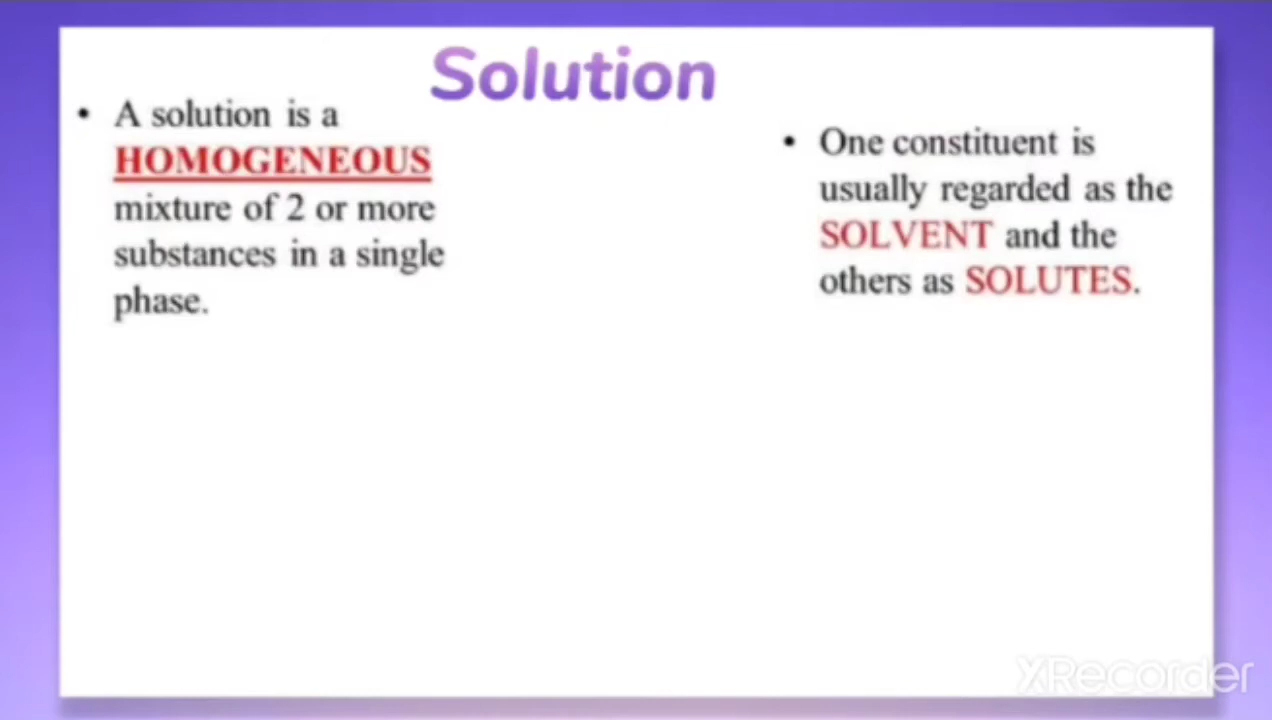 Solution
• A solution is a
HOMOGENEOUS
mixture of 2 or more
substances in a single
phase.
• One constituent is
usually regarded as the
SOLVENT and the
others as SOLUTES.
XRecorder